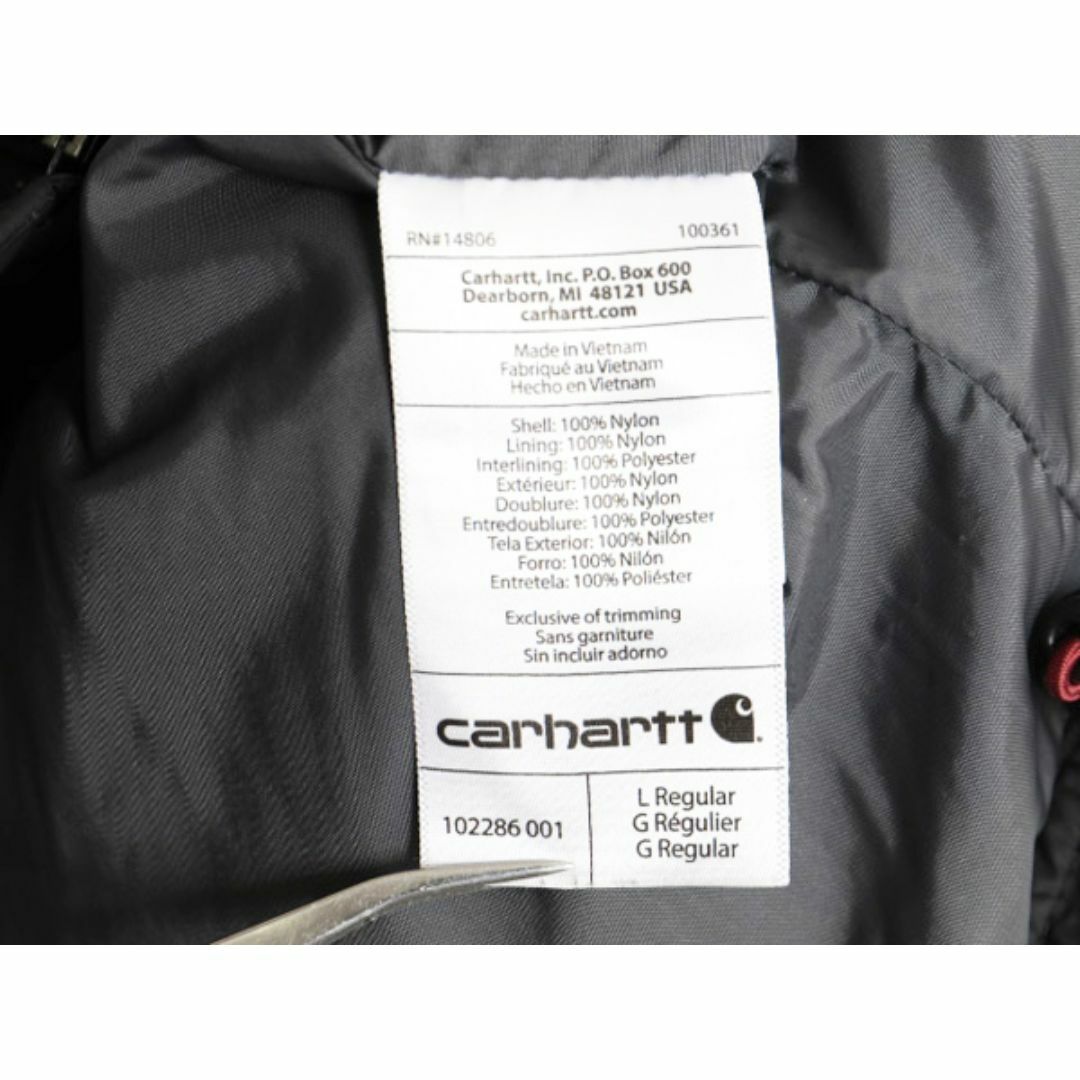 RN#14806 100361
Carhartt, Inc. P.O. Box 600
Dearborn, MI 48121 USA
carhartt.com
Made in Vietnam
Fabriqué au Vietnam
Hecho en Vietnam
Shell: 100% Nylon
Lining: 100% Nylon
Interlining: 100% Polyester
Extérieur: 100% Nylon
Doublure: 100% Nylon
Entredoublure: 100% Polyester
Tela Exterior: 100% Nilón
Forro: 100% Nilón
Entretela: 100% Poliéster
Exclusive of trimming
Sans garniture
Sin incluir adorno
carhartt
102286 001
L Regular
G Régulier
G Regular